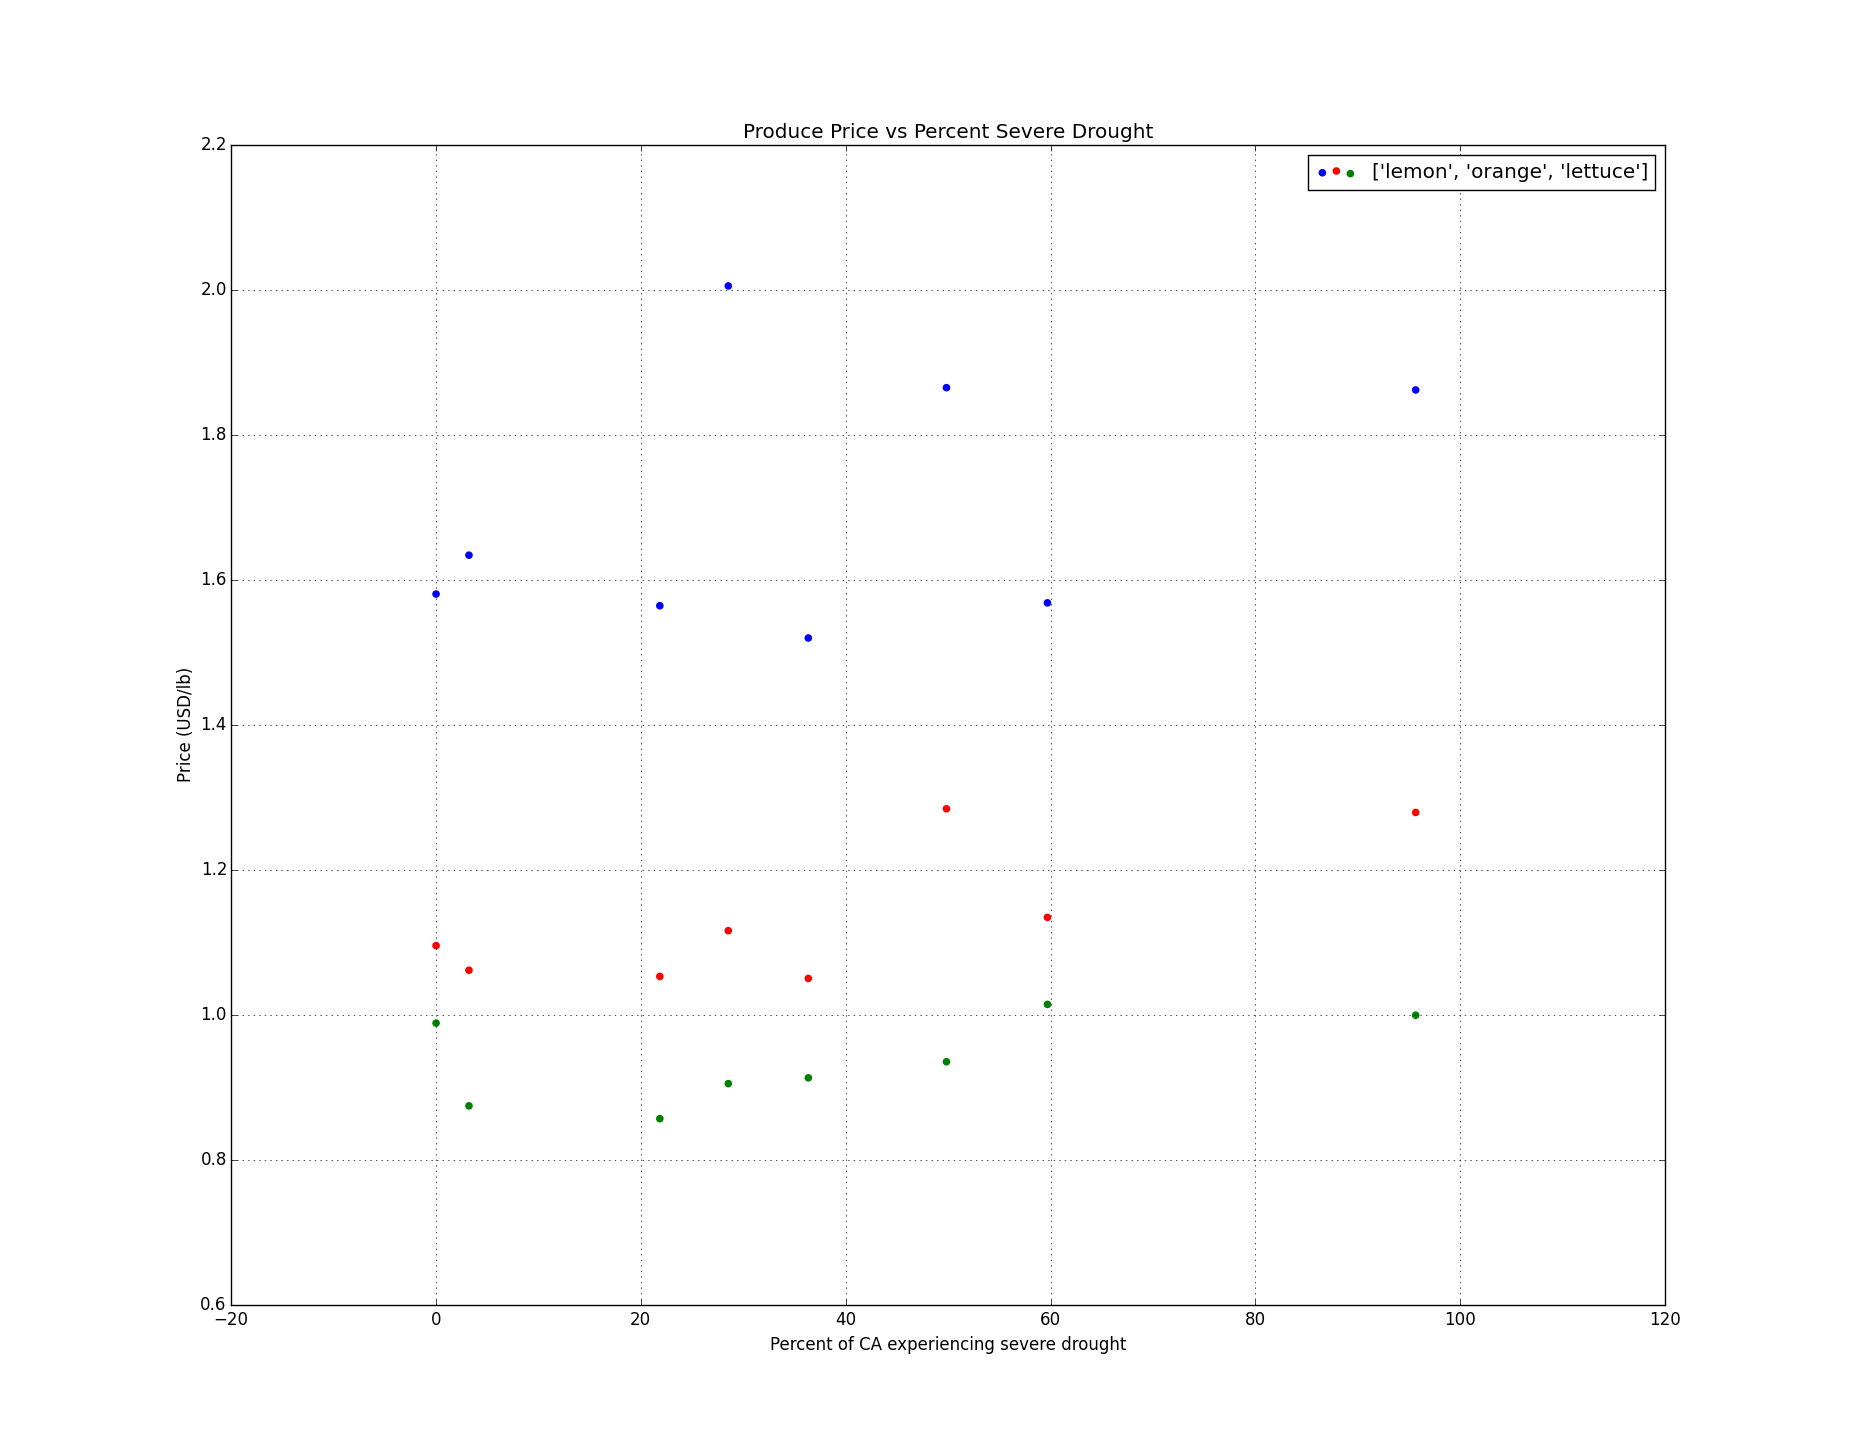 Produce Price vs Percent Severe Drought
['lemon', 'orange', 'lettuce']
2.2
2.0
1.8
1.6
1.4
1.2
1.0
0.8
0.6
Price (USD/lb)
−20 0 20 40 60 80 100 120
Percent of CA experiencing severe drought